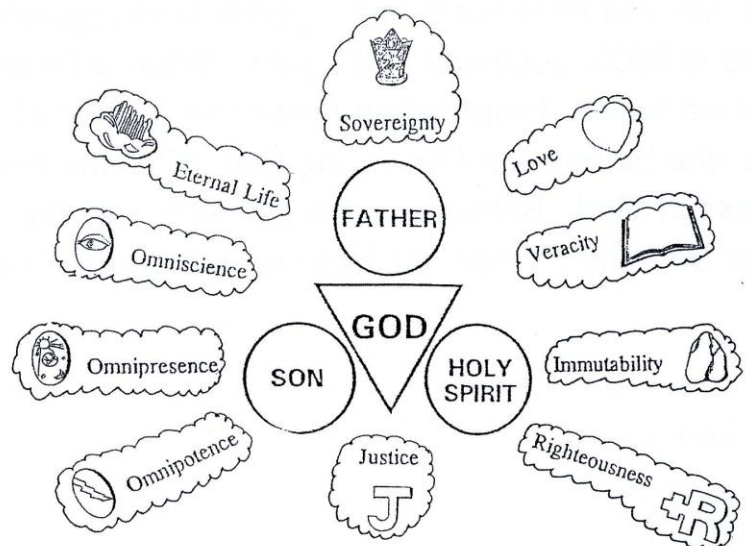 Sovereignty
Eternal Life
Love
FATHER
Omniscience
Veracity
GOD
Omnipresence
SON
HOLY
SPIRIT
Immutability
Omnipotence
Justice
J
Righteousness
+R